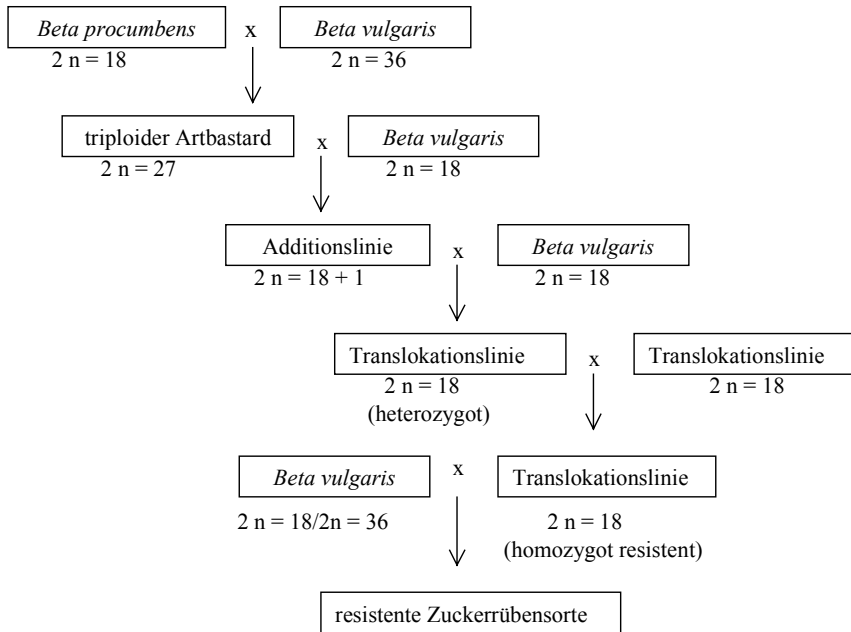 Beta procumbens x Beta vulgaris
2 n = 18 2 n = 36
triploider Artbastard x Beta vulgaris
2 n = 27 2 n = 18
Additionslinie x Beta vulgaris
2 n = 18 + 1 2 n = 18
Translokationslinie x Translokationslinie
2 n = 18 2 n = 18
(heterozygot)
Beta vulgaris x Translokationslinie
2 n = 18/2n = 36 2 n = 18
(homozygot resistent)
resistente Zuckerrübensorte